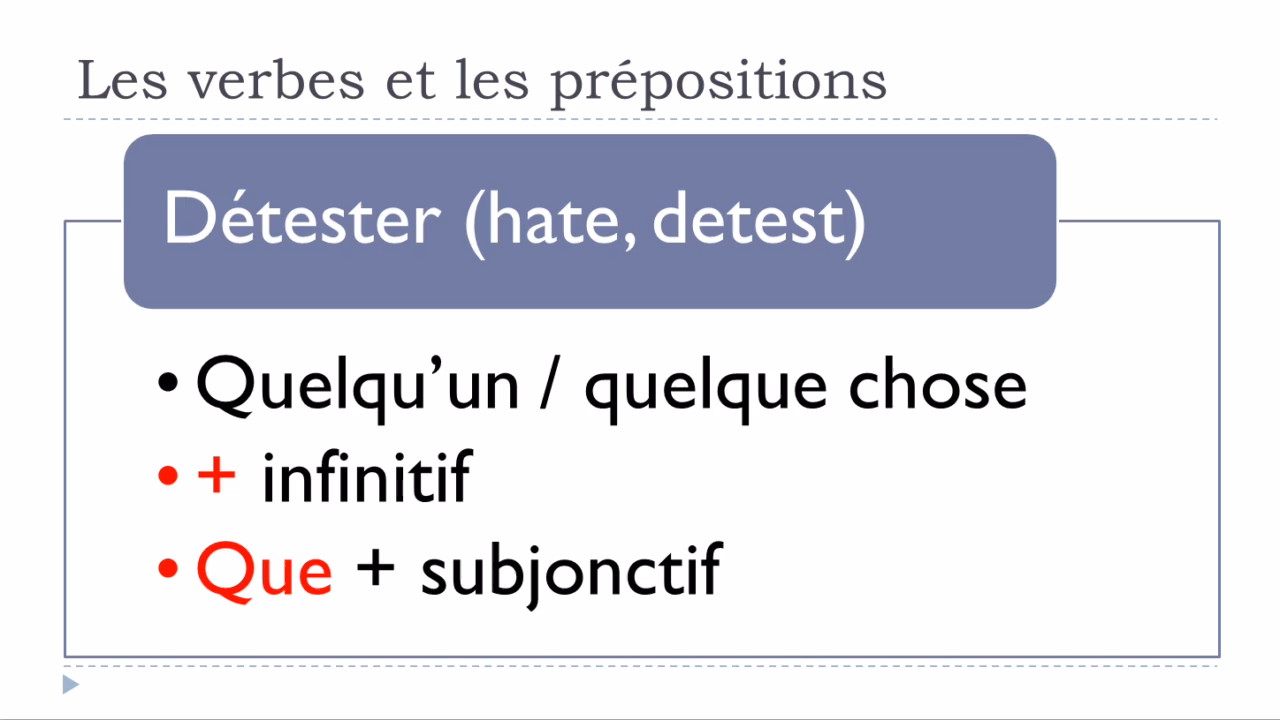 Les verbes et les prépositions
Détester (hate, detest)
• Quelqu’un / quelque chose
• + infinitif
• Que + subjonctif